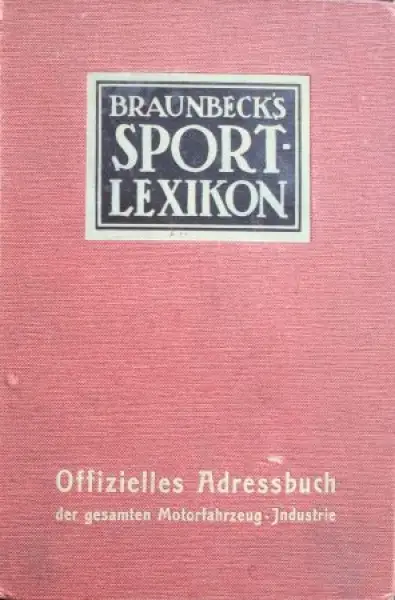 BRAUNBECK'S
SPORT-
LEXIKON
Offizielles Adressbuch
der gesamten Motorfahrzeug-Industrie